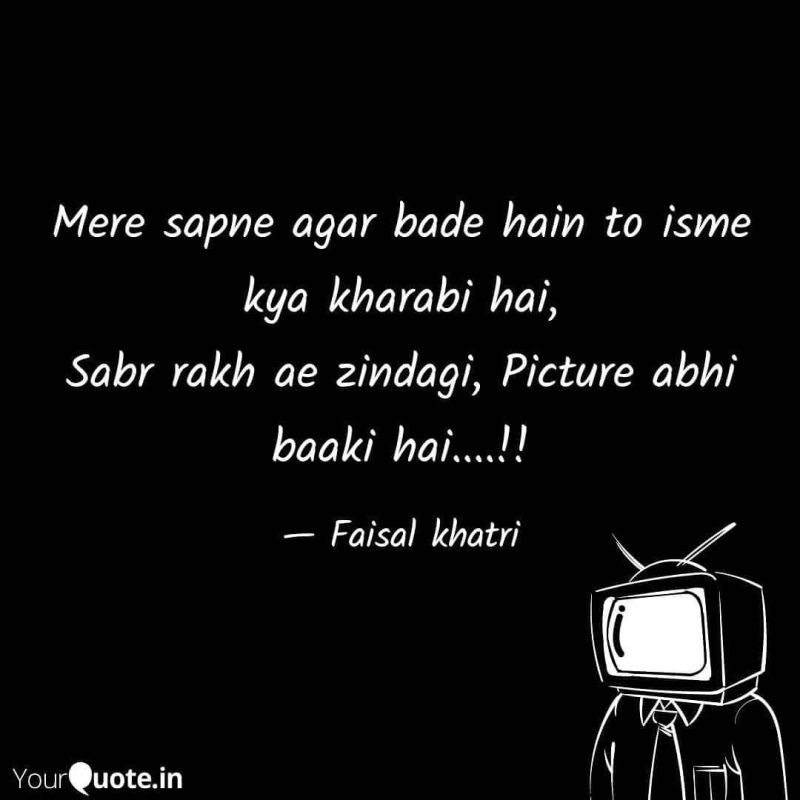 Mere sapne agar bade hain to isme
kya kharabi hai,
Sabr rakh ae zindagi, Picture abhi
baaki hai....!!
— Faisal khatri
YourQuote.in